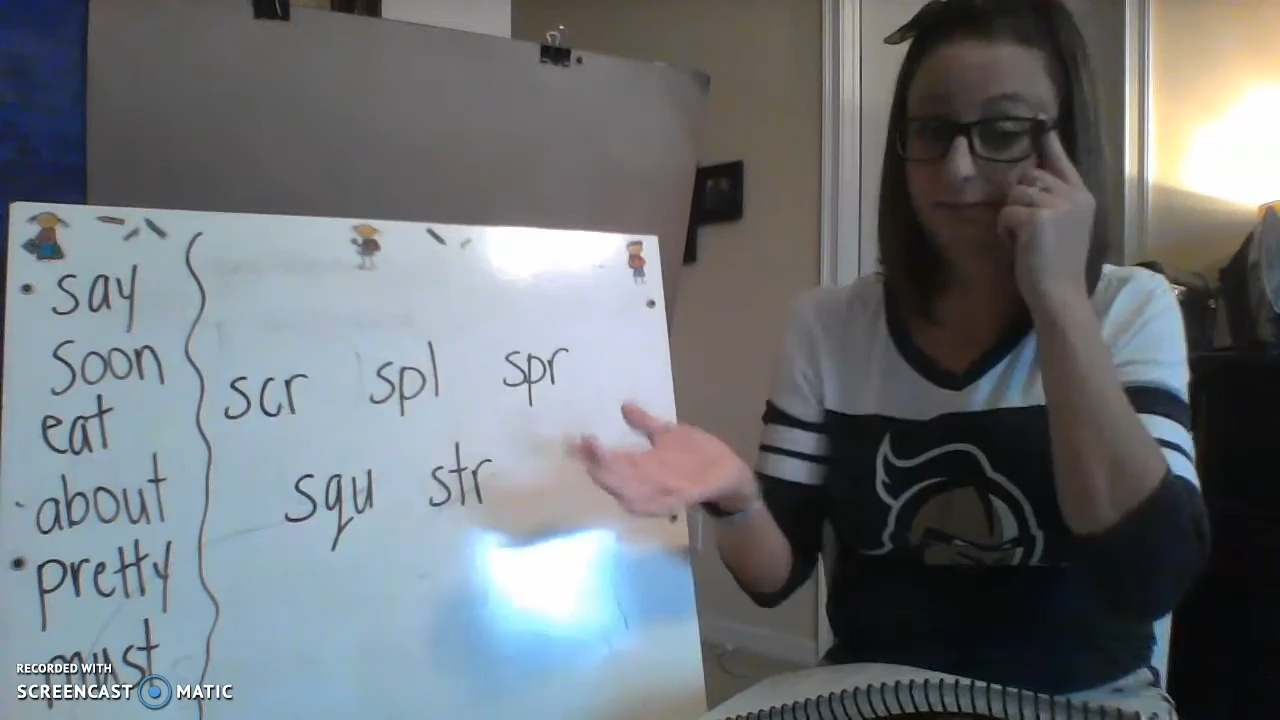 say
soon
eat
about
pretty
must
scr spl spr
squ str
RECORDED WITH
SCREENCAST MATIC